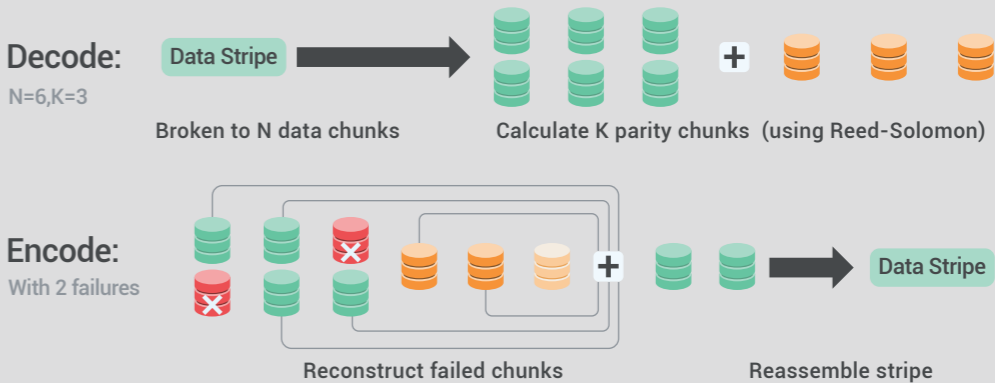 Decode:
N=6,K=3
Data Stripe
+
Broken to N data chunks
Calculate K parity chunks (using Reed-Solomon)
Encode:
With 2 failures
+
Data Stripe
Reconstruct failed chunks
Reassemble stripe